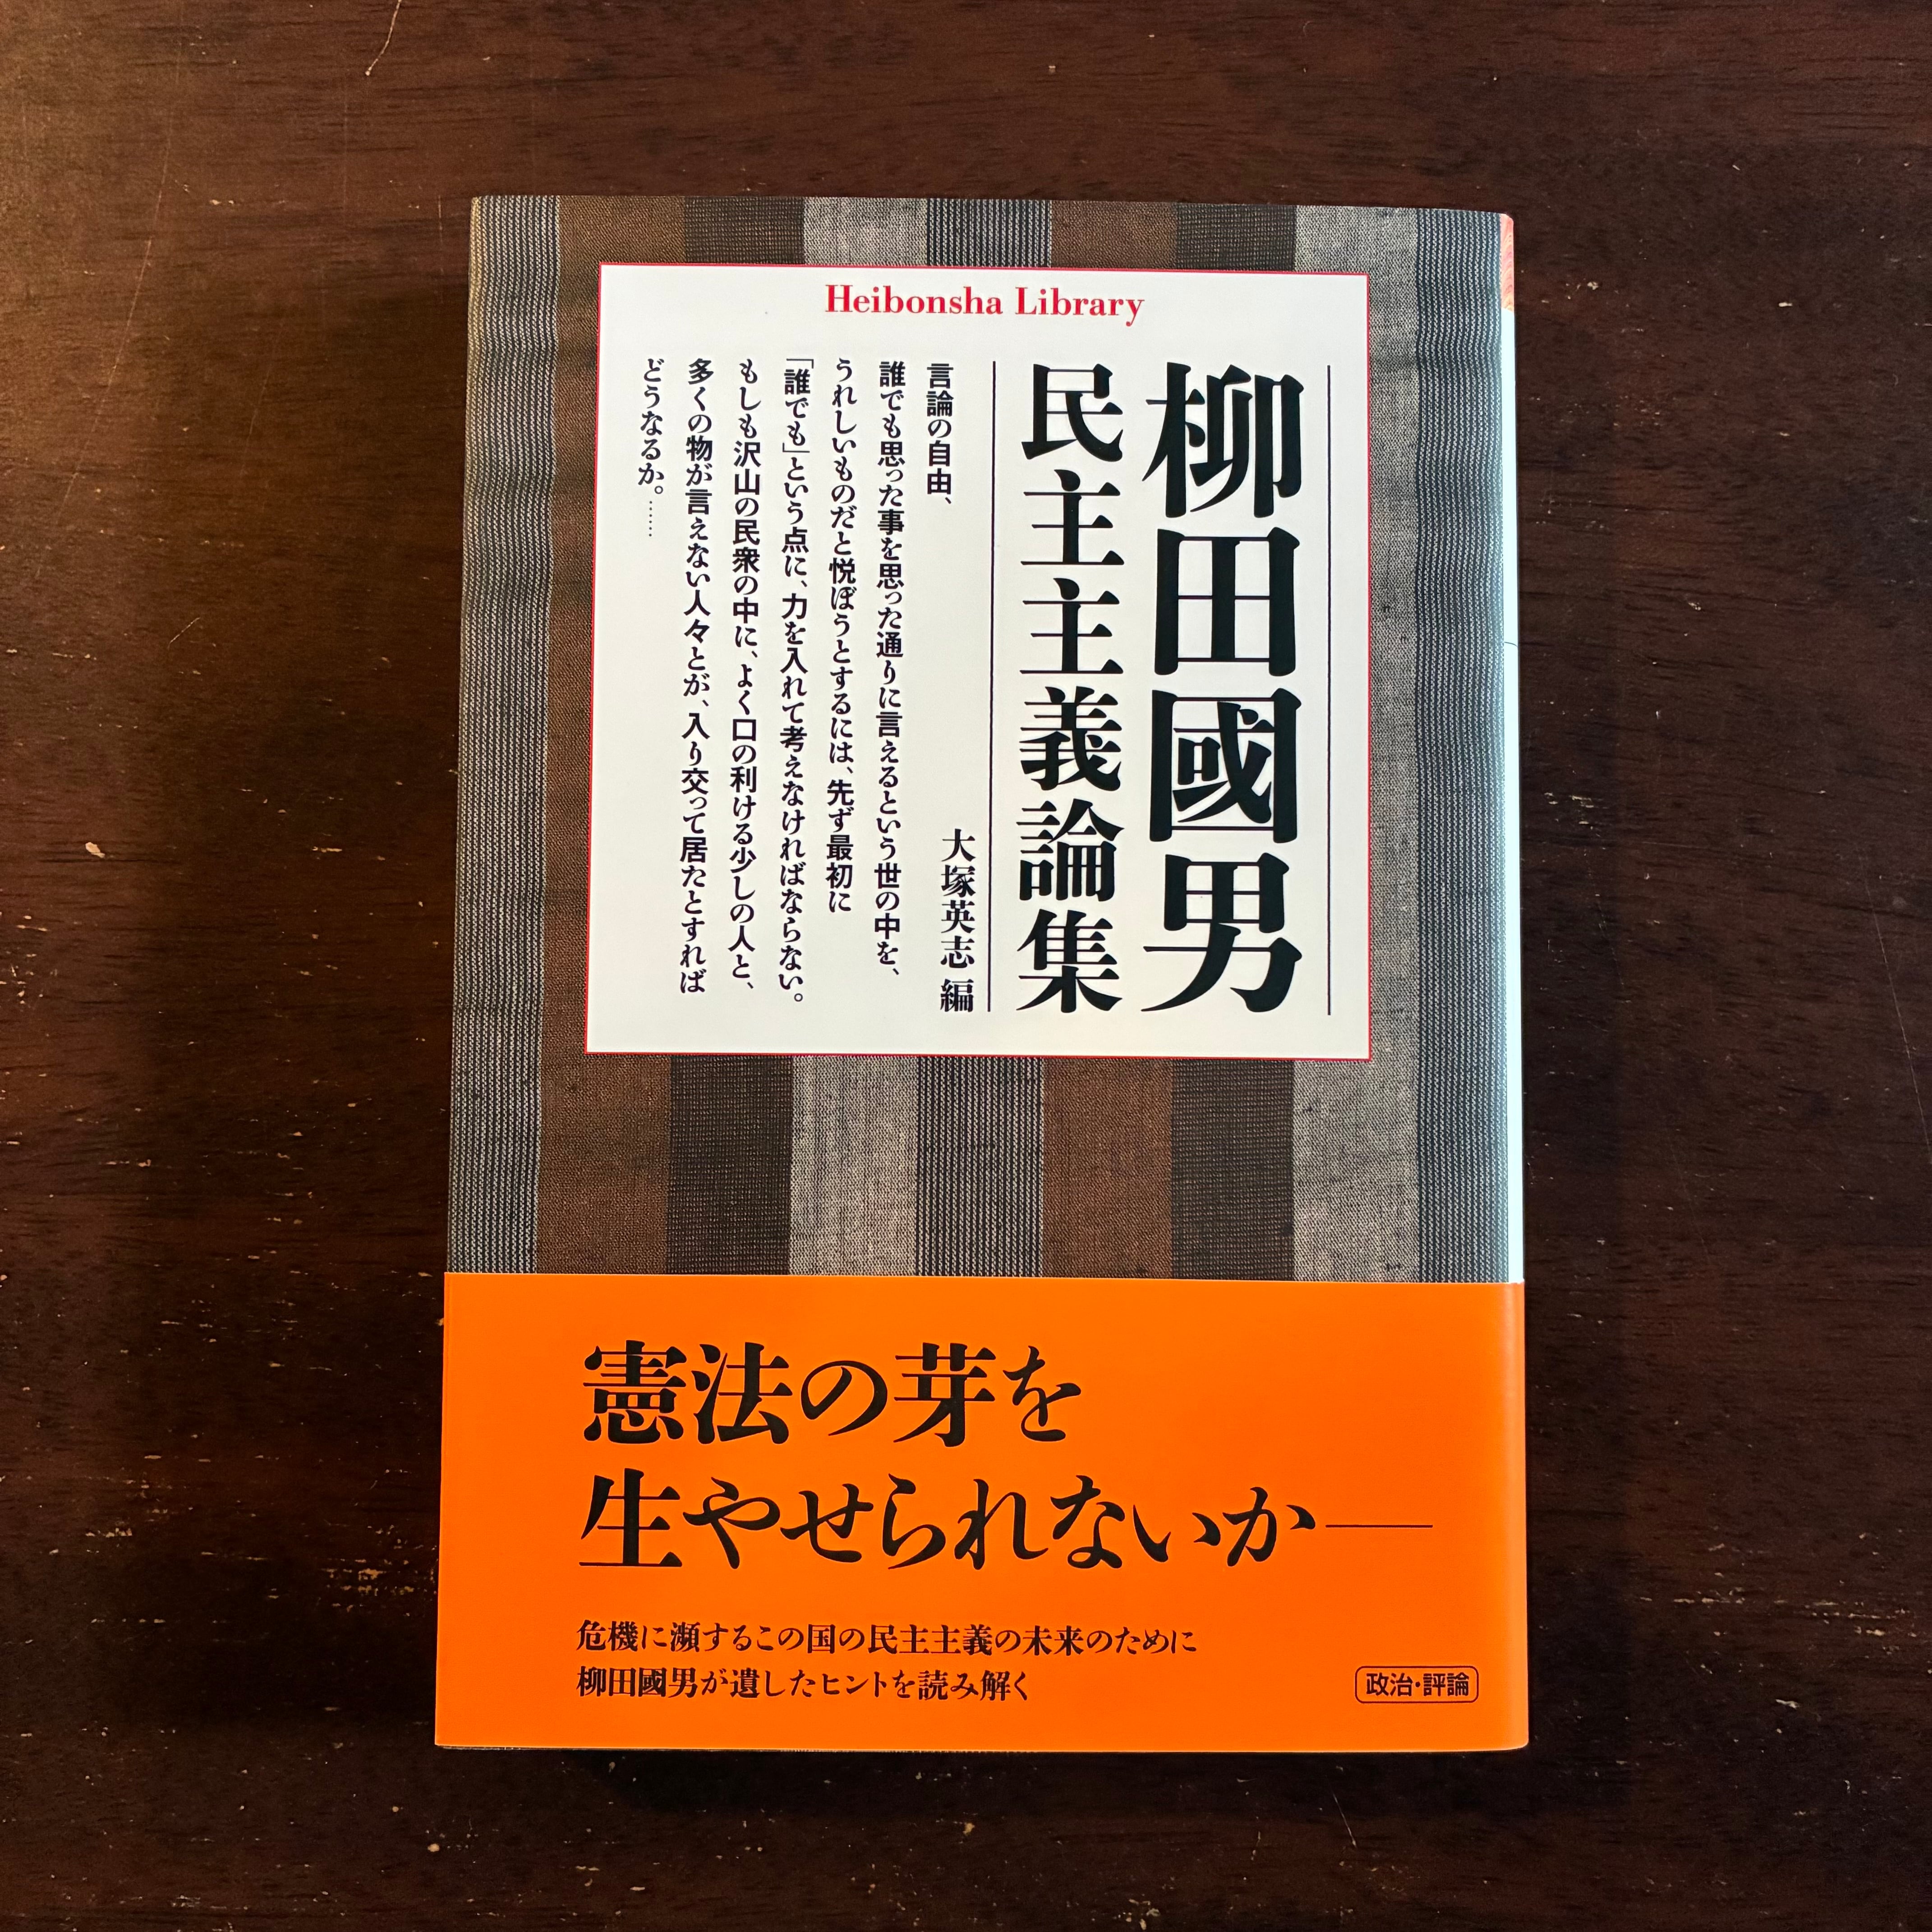 Heibonsha Library
柳田國男
民主主義論集
大塚英志 編
言論の自由、
誰でも思った事を思った通りに言えるという世の中を、
うれしいものだと悦ぼうとするには、先ず最初に
「誰でも」という点に、力を入れて考えなければならない。
もしも沢山の民衆の中に、よく口の利ける少しの人と、
多くの物が言えない人々とが、入り交って居たとすれば
どうなるか。……
憲法の芽を
生やせられないか——
危機に瀕するこの国の民主主義の未来のために
柳田國男が遺したヒントを読み解く
政治・評論